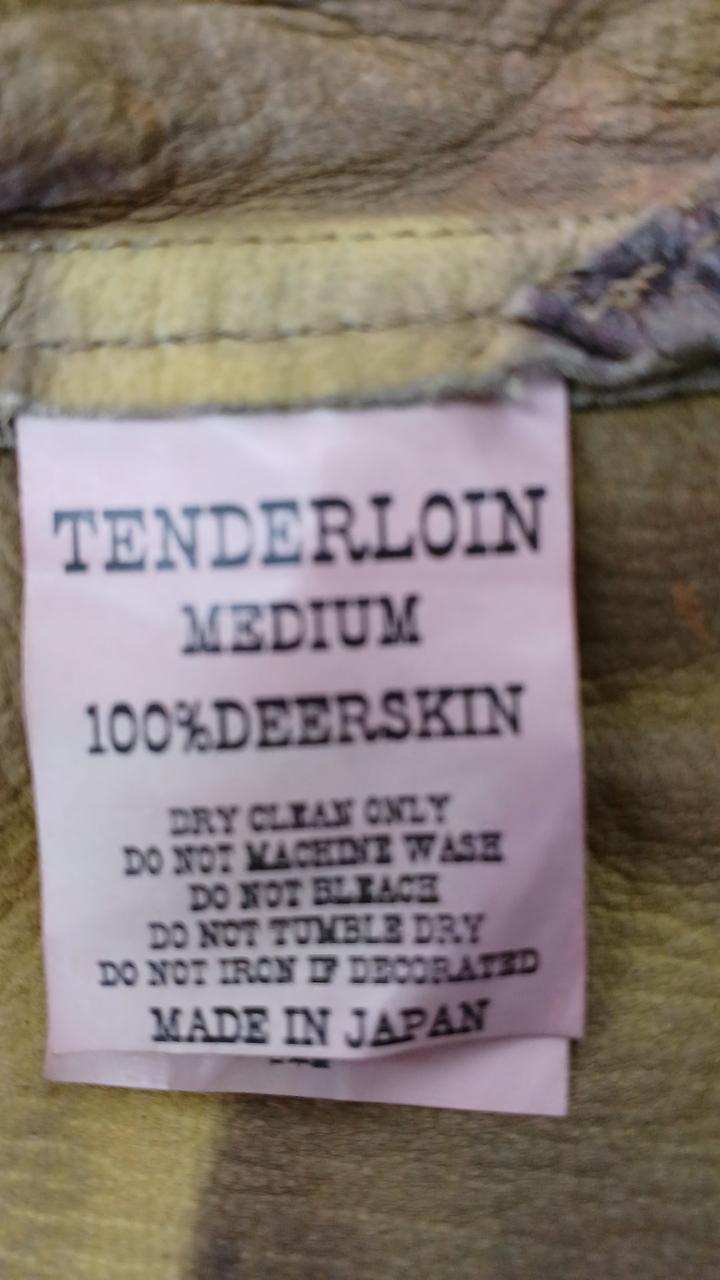 TENDERLOIN
MEDIUM
100%DEERSKIN
DRY CLEAN ONLY
DO NOT MACHINE WASH
DO NOT BLEACH
DO NOT TUMBLE DRY
DO NOT IRON IF DECORATED
MADE IN JAPAN